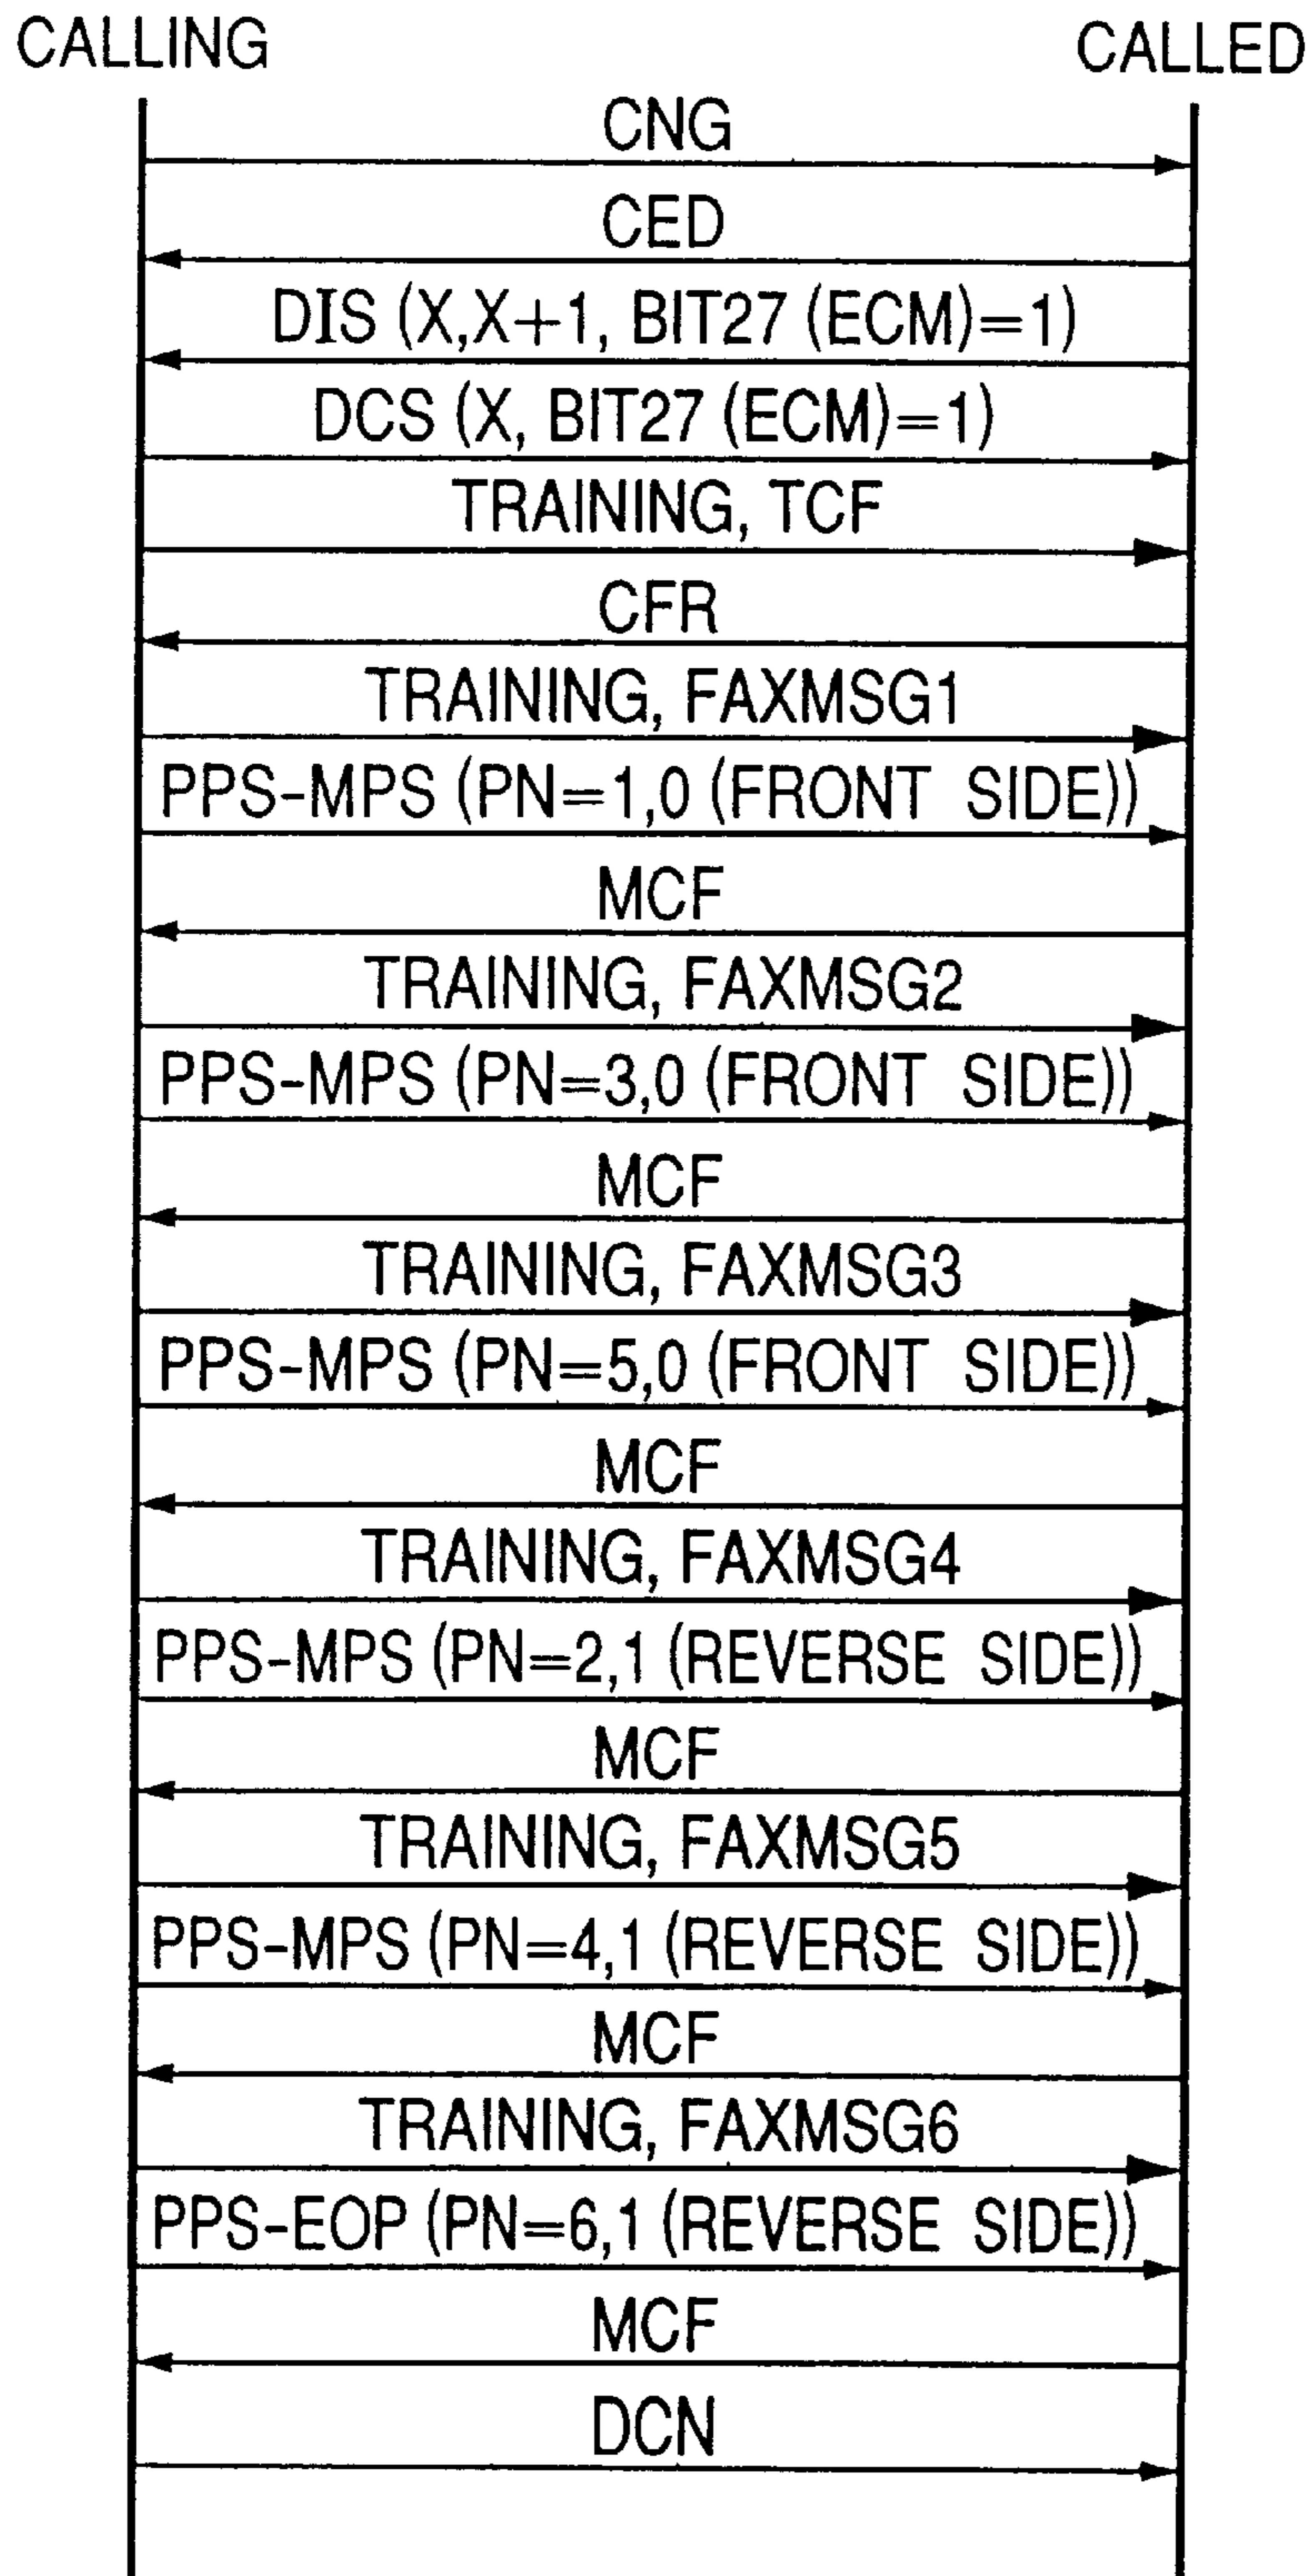 CALLING CALLED
CNG
CED
DIS (X,X+1, BIT27 (ECM)=1)
DCS (X, BIT27 (ECM)=1)
TRAINING, TCF
CFR
TRAINING, FAXMSG1
PPS-MPS (PN=1,0 (FRONT SIDE))
MCF
TRAINING, FAXMSG2
PPS-MPS (PN=3,0 (FRONT SIDE))
MCF
TRAINING, FAXMSG3
PPS-MPS (PN=5,0 (FRONT SIDE))
MCF
TRAINING, FAXMSG4
PPS-MPS (PN=2,1 (REVERSE SIDE))
MCF
TRAINING, FAXMSG5
PPS-MPS (PN=4,1 (REVERSE SIDE))
MCF
TRAINING, FAXMSG6
PPS-EOP (PN=6,1 (REVERSE SIDE))
MCF
DCN